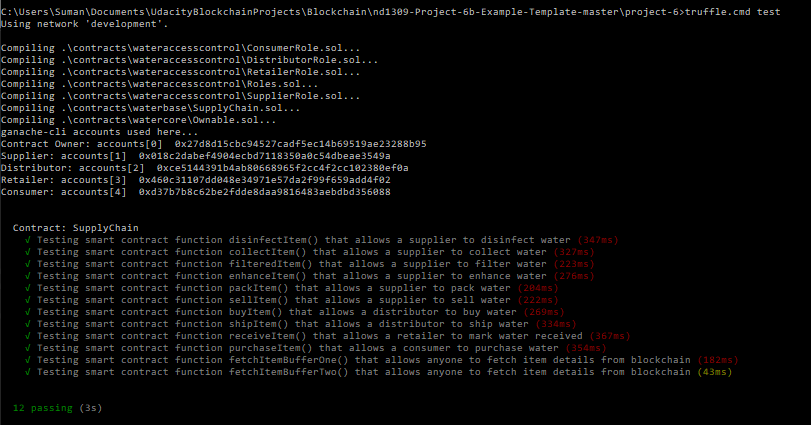 C:\Users\Suman\Documents\UdacityBlockchainProjects\Blockchain\nd1309-Project-6b-Example-Template-master\project-6>truffle.cmd test
Using network 'development'.
Compiling .\contracts\wateraccesscontrol\ConsumerRole.sol...
Compiling .\contracts\wateraccesscontrol\DistributorRole.sol...
Compiling .\contracts\wateraccesscontrol\RetailerRole.sol...
Compiling .\contracts\wateraccesscontrol\Roles.sol...
Compiling .\contracts\wateraccesscontrol\SupplierRole.sol...
Compiling .\contracts\waterbase\SupplyChain.sol...
Compiling .\contracts\watercore\Ownable.sol...
ganache-cli accounts used here...
Contract Owner: accounts[0] 0x27d8d15cbc94527cadf5ec14b69519ae23288b95
Supplier: accounts[1] 0x018c2dabef4904ecbd7118350a0c54dbeae3549a
Distributor: accounts[2] 0xce5144391b4ab80668965f2cc4f2cc102380ef0a
Retailer: accounts[3] 0x460c31107dd048e34971e57da2f99f659add4f02
Consumer: accounts[4] 0xd37b7b8c62be2fdde8daa9816483aebdbd356088
Contract: SupplyChain
√ Testing smart contract function disinfectItem() that allows a supplier to disinfect water (347ms)
√ Testing smart contract function collectItem() that allows a supplier to collect water (327ms)
√ Testing smart contract function filteredItem() that allows a supplier to filter water (223ms)
√ Testing smart contract function enhanceItem() that allows a supplier to enhance water (276ms)
√ Testing smart contract function packItem() that allows a supplier to pack water (204ms)
√ Testing smart contract function sellItem() that allows a supplier to sell water (222ms)
√ Testing smart contract function buyItem() that allows a distributor to buy water (269ms)
√ Testing smart contract function shipItem() that allows a distributor to ship water (334ms)
√ Testing smart contract function receiveItem() that allows a retailer to mark water received (367ms)
√ Testing smart contract function purchaseItem() that allows a consumer to purchase water (354ms)
√ Testing smart contract function fetchItemBufferOne() that allows anyone to fetch item details from blockchain (162ms)
√ Testing smart contract function fetchItemBufferTwo() that allows anyone to fetch item details from blockchain (43ms)
12 passing (3s)